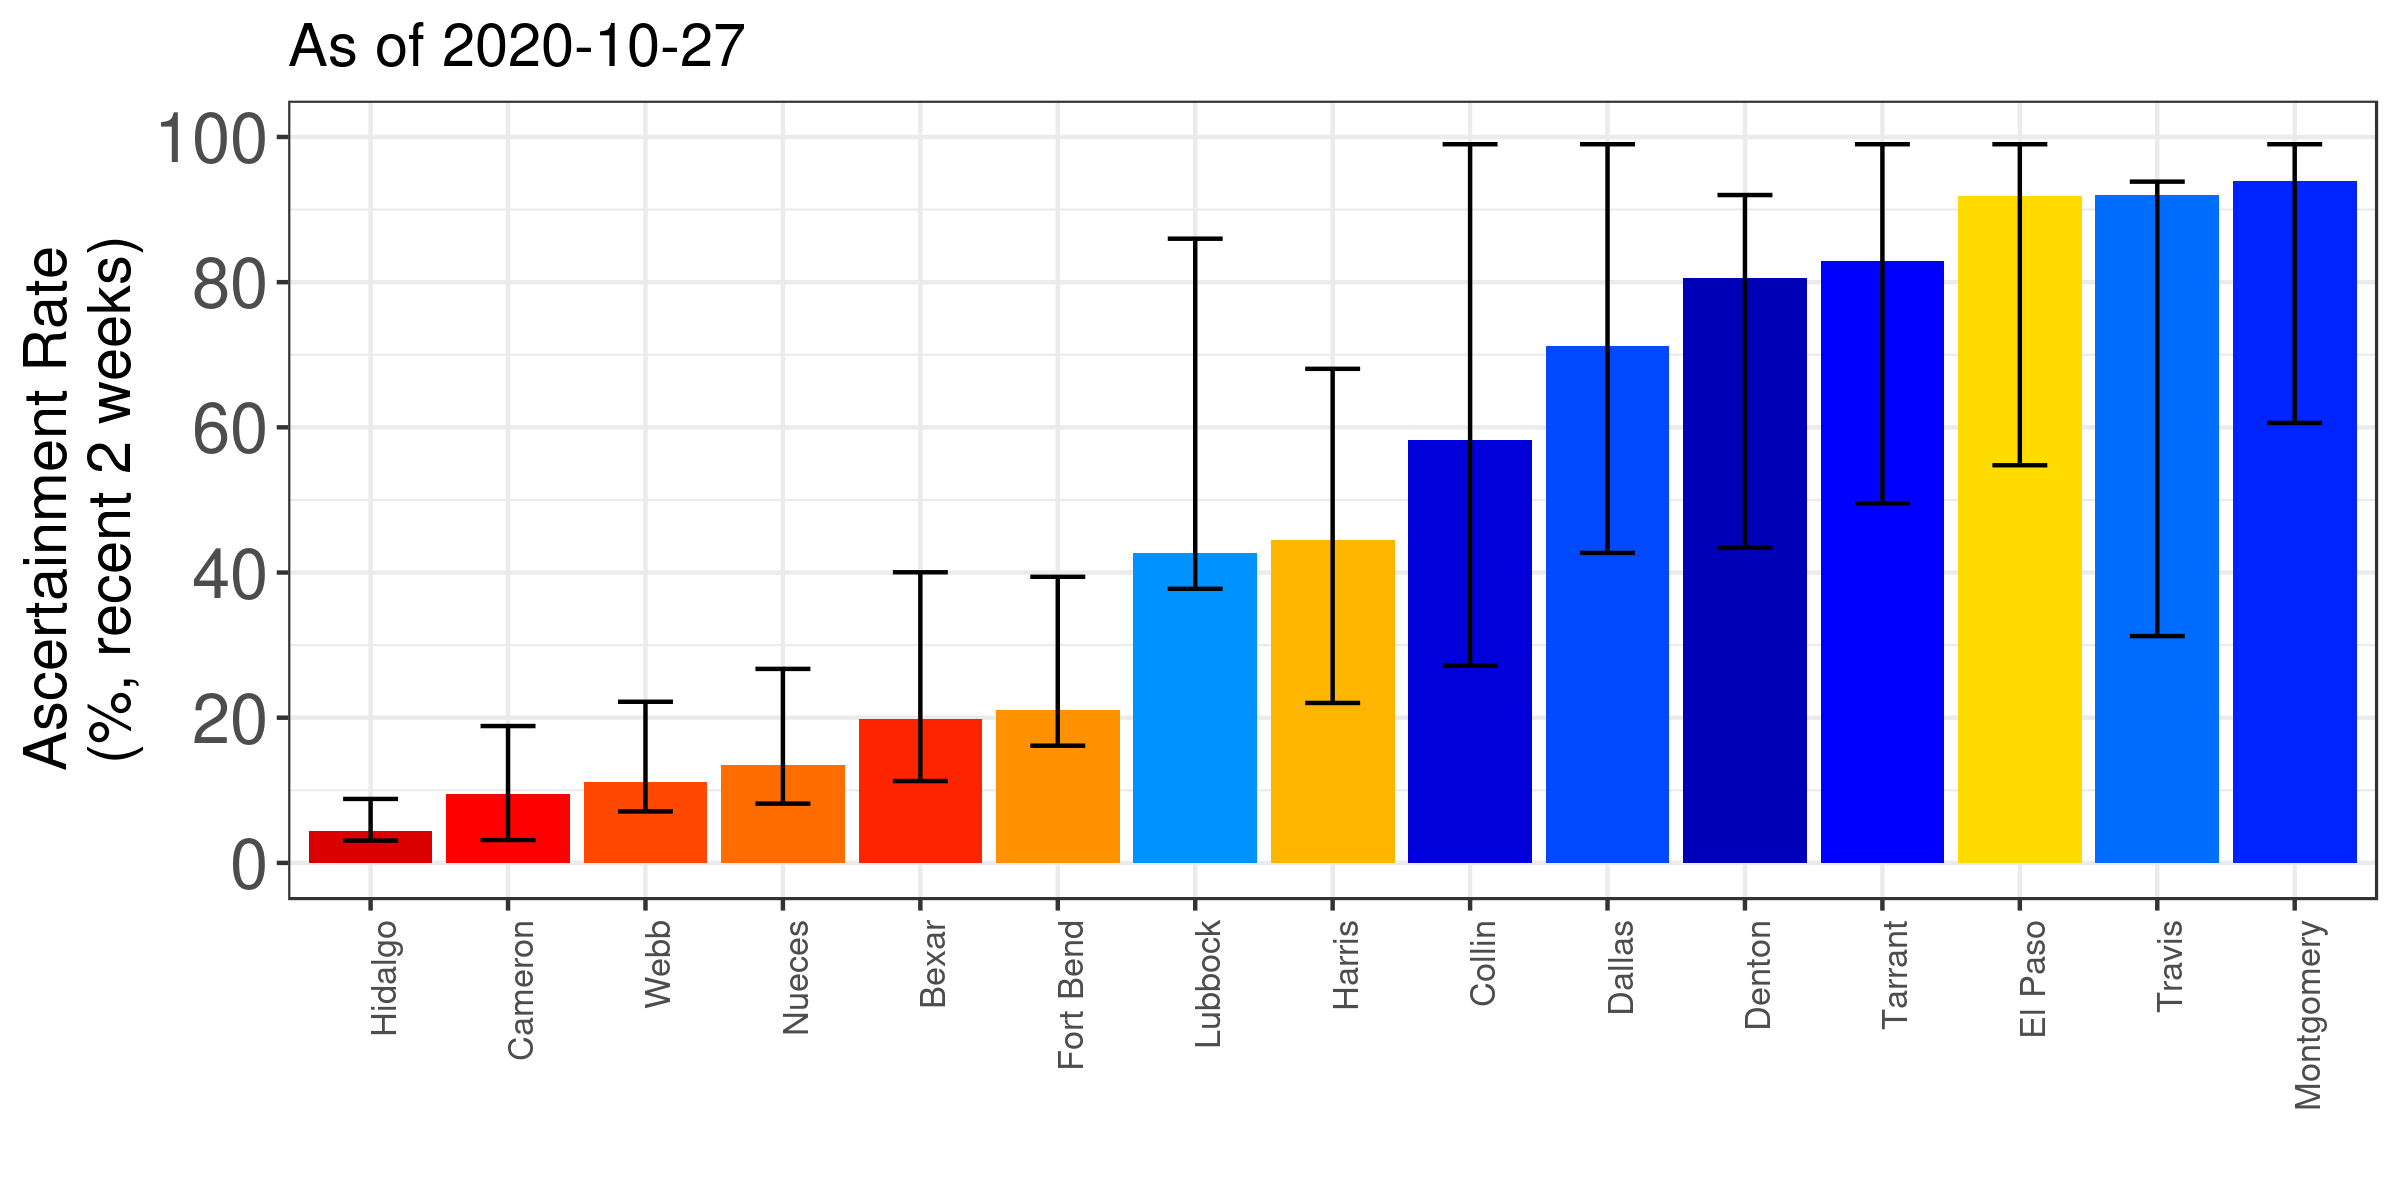 As of 2020-10-27
Ascertainment Rate
(%, recent 2 weeks)
100
80
60
40
20
0
Hidalgo
Cameron
Webb
Nueces
Bexar
Fort Bend
Lubbock
Harris
Collin
Dallas
Denton
Tarrant
El Paso
Travis
Montgomery